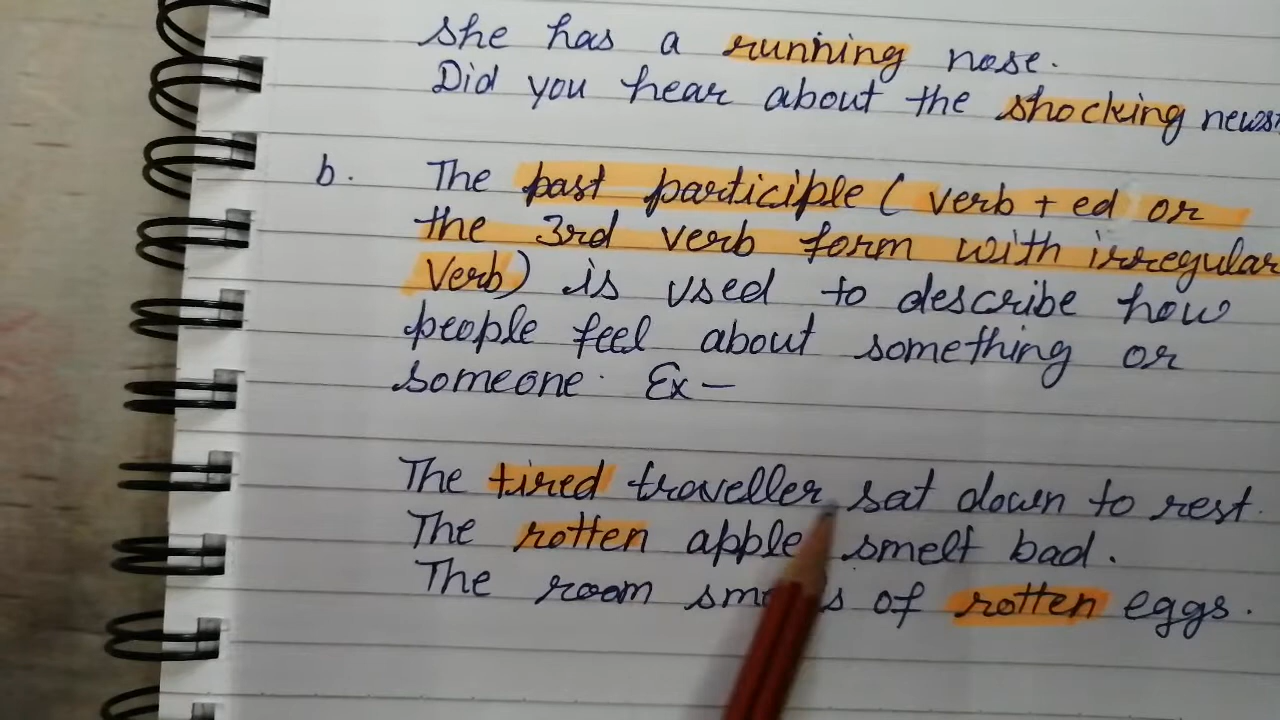 she has a running nose.
Did you hear about the shocking news
b. The past participle ( verb + ed or
the 3rd verb form with irregular
verb) is used to describe how
people feel about something or
someone. Ex —
The tired traveller sat down to rest.
The rotten apple smelt bad.
The room of rotten eggs.